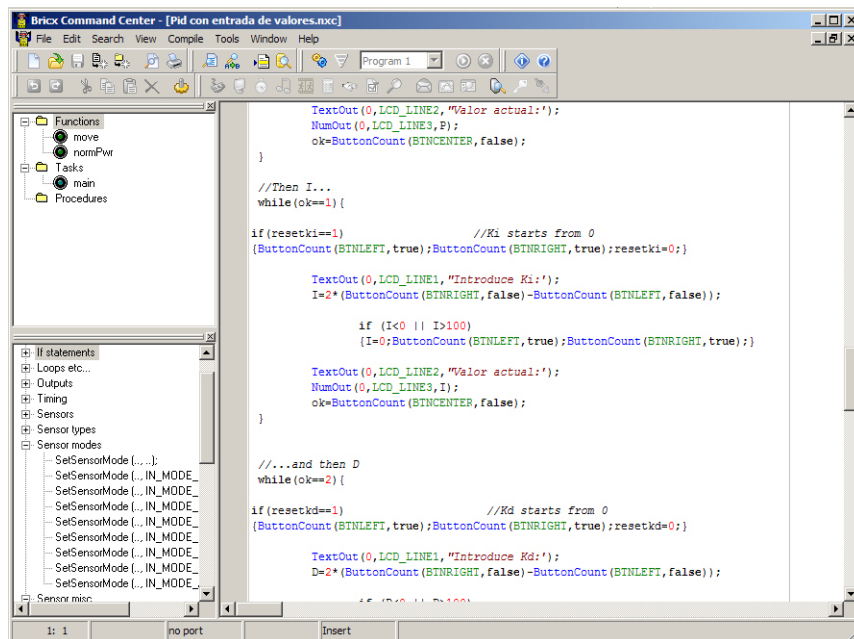 Bricx Command Center - [Pid con entrada de valores.nxc]
File Edit Search View Compile Tools Window Help
Program 1
Functions
move
normPwr
Tasks
main
Procedures
If statements
Loops etc...
Outputs
Timing
Sensors
Sensor types
Sensor modes
SetSensorMode (.., ..);
SetSensorMode (.., IN_MODE_
SetSensorMode (.., IN_MODE_
SetSensorMode (.., IN_MODE_
SetSensorMode (.., IN_MODE_
SetSensorMode (.., IN_MODE_
SetSensorMode (.., IN_MODE_
SetSensorMode (.., IN_MODE_
SetSensorMode (.., IN_MODE_
Sensor misc
TextOut(0,LCD_LINE2,"Valor actual:");
NumOut(0,LCD_LINE3,P);
ok=ButtonCount(BTNCENTER,false);
}
//Then I...
while(ok==1){
if(resetki==1) //Ki starts from 0
{ButtonCount(BTNLEFT,true);ButtonCount(BTNRIGHT,true);resetki=0;}
TextOut(0,LCD_LINE1,"Introduce Ki:");
I=2*(ButtonCount(BTNRIGHT,false)-ButtonCount(BTNLEFT,false));
if (I<0 || I>100)
{I=0;ButtonCount(BTNLEFT,true);ButtonCount(BTNRIGHT,true);}
TextOut(0,LCD_LINE2,"Valor actual:");
NumOut(0,LCD_LINE3,I);
ok=ButtonCount(BTNCENTER,false);
}
//...and then D
while(ok==2){
if(resetkd==1) //Kd starts from 0
{ButtonCount(BTNLEFT,true);ButtonCount(BTNRIGHT,true);resetkd=0;}
TextOut(0,LCD_LINE1,"Introduce Kd:");
D=2*(ButtonCount(BTNRIGHT,false)-ButtonCount(BTNLEFT,false));
if (D<0 || D>100)
1: 1 no port Insert